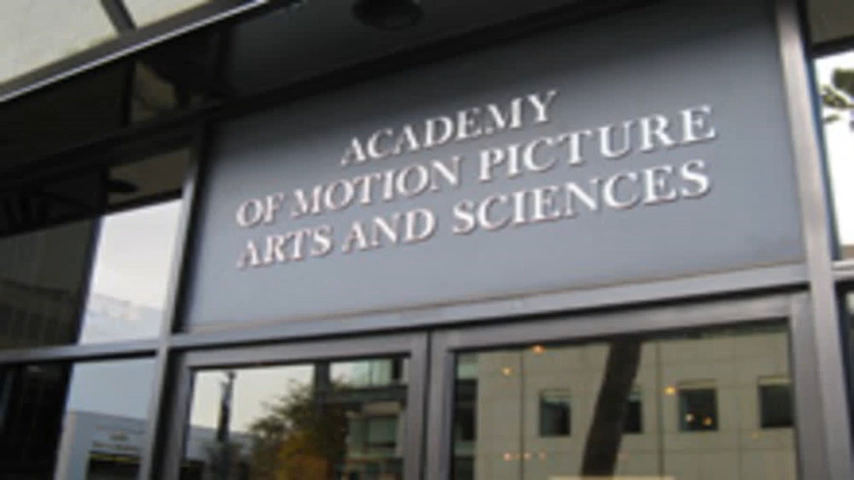 ACADEMY
OF MOTION PICTURE
ARTS AND SCIENCES